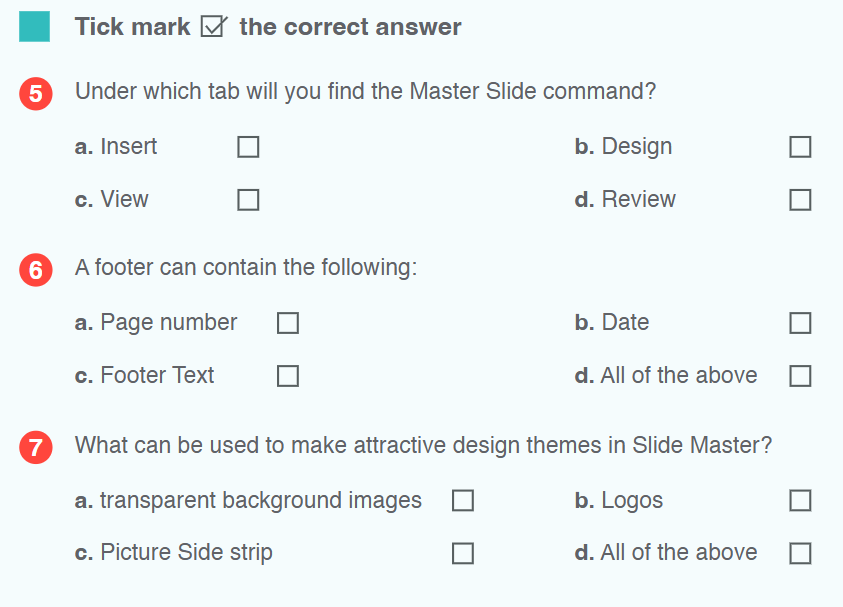 Tick mark ☑ the correct answer
5 Under which tab will you find the Master Slide command?
a. Insert b. Design
c. View d. Review
6 A footer can contain the following:
a. Page number b. Date
c. Footer Text d. All of the above
7 What can be used to make attractive design themes in Slide Master?
a. transparent background images b. Logos
c. Picture Side strip d. All of the above